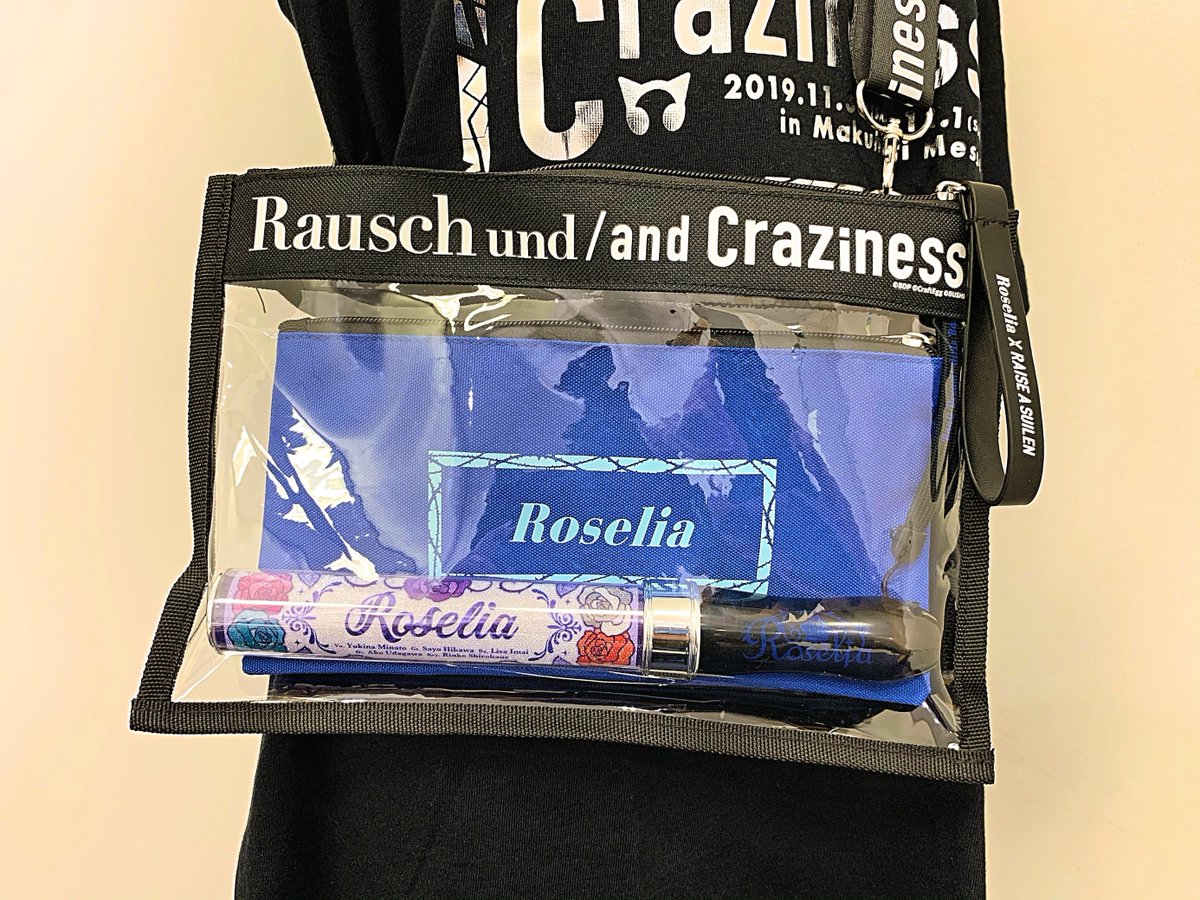 Craziness
2019.11.
in Makuhari Mes
iness
Rausch und/and Craziness
©BDP ©CraftEgg ©BUSHI
Roselia X RAISE A SUILEN
Roselia
Roselia
Vo. Yukina Minato Gt. Sayo Hikawa Ba. Lisa Imai
Dr. Ako Udagawa Key. Rinko Shirokane
Roselia